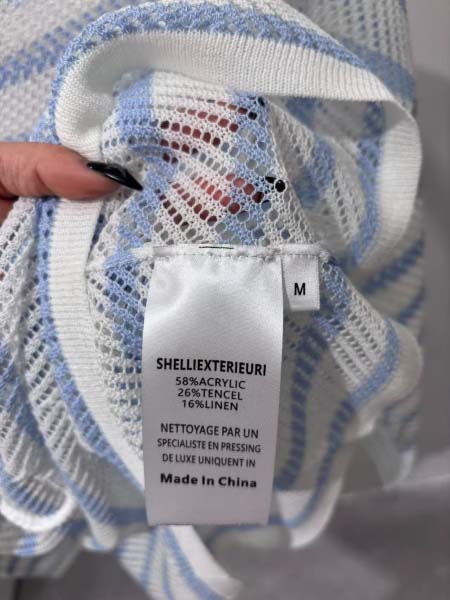 M
SHELLIEXTERIEURI
58%ACRYLIC
26%TENCEL
16%LINEN
NETTOYAGE PAR UN
SPECIALISTE EN PRESSING
DE LUXE UNIQUENT IN
Made In China